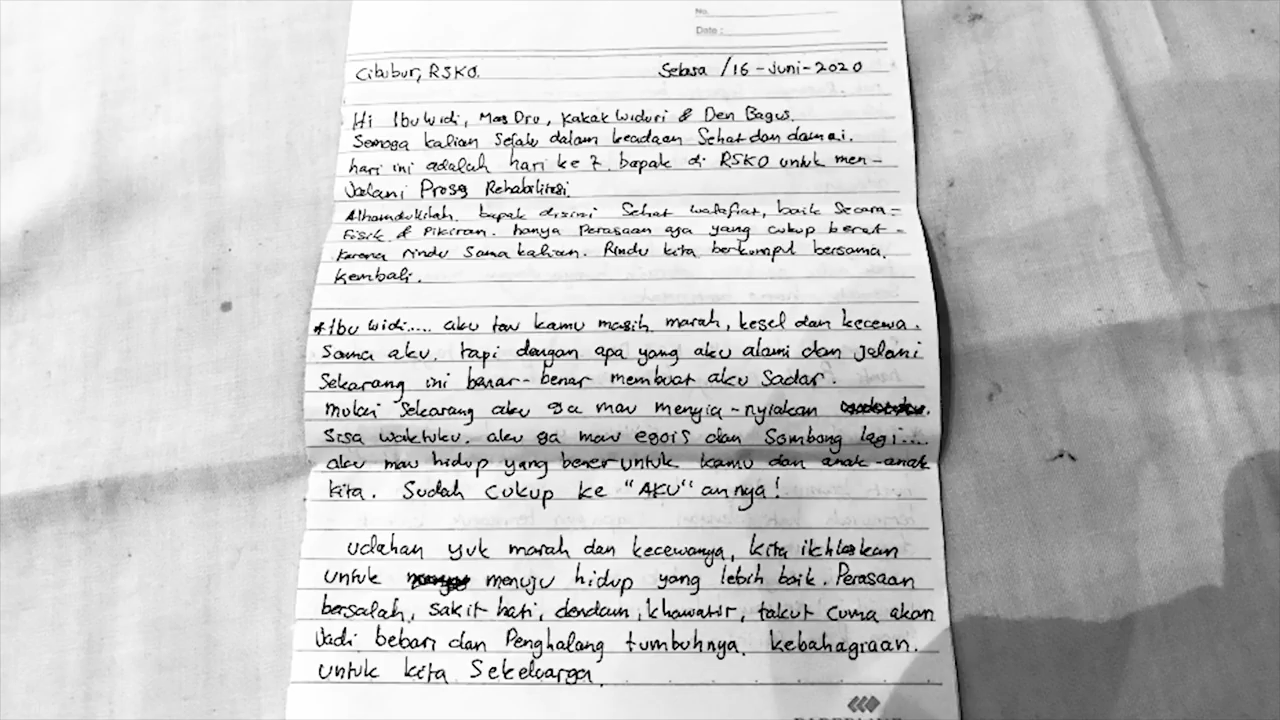 No.
Date :
Cibubur, RSKO. Selasa /16-Juni-2020
Hi Ibu Widi, Mas Dru, Kakak Widuri & Den Bagus.
Semoga kalian Selalu dalam keadaan Sehat dan damai.
hari ini adalah hari ke 7 bapak di RSKO untuk men-
Jalani Proses Rehabilitasi.
Alhamdulilah. bapak disini Sehat walafiat, baik Secara-
Fisik & Pikiran. hanya Perasaan aja yang cukup berat-
karena rindu Sama kalian. Rindu kita berkumpul bersama.
kembali.
*Ibu Widi.... aku tau kamu masih marah, kesel dan kecewa.
Sama aku. tapi dengan apa yang aku alami dan Jalani
Sekarang ini benar-benar membuat aku Sadar.
mulai Sekarang aku ga mau menyia-nyiakan
Sisa waktuku. aku ga mau egois dan Sombong lagi....
aku mau hidup yang bener untuk kamu dan anak-anak
kita. Sudah Cukup ke "AKU"annya!
udahan yuk marah dan kecewanya, kita ikhlaskan
untuk menuju hidup yang lebih baik. Perasaan
bersalah, sakit hati, dendam, khawatir, takut Cuma akan
Jadi beban dan Penghalang tumbuhnya. kebahagiaan.
untuk kita Sekeluarga.